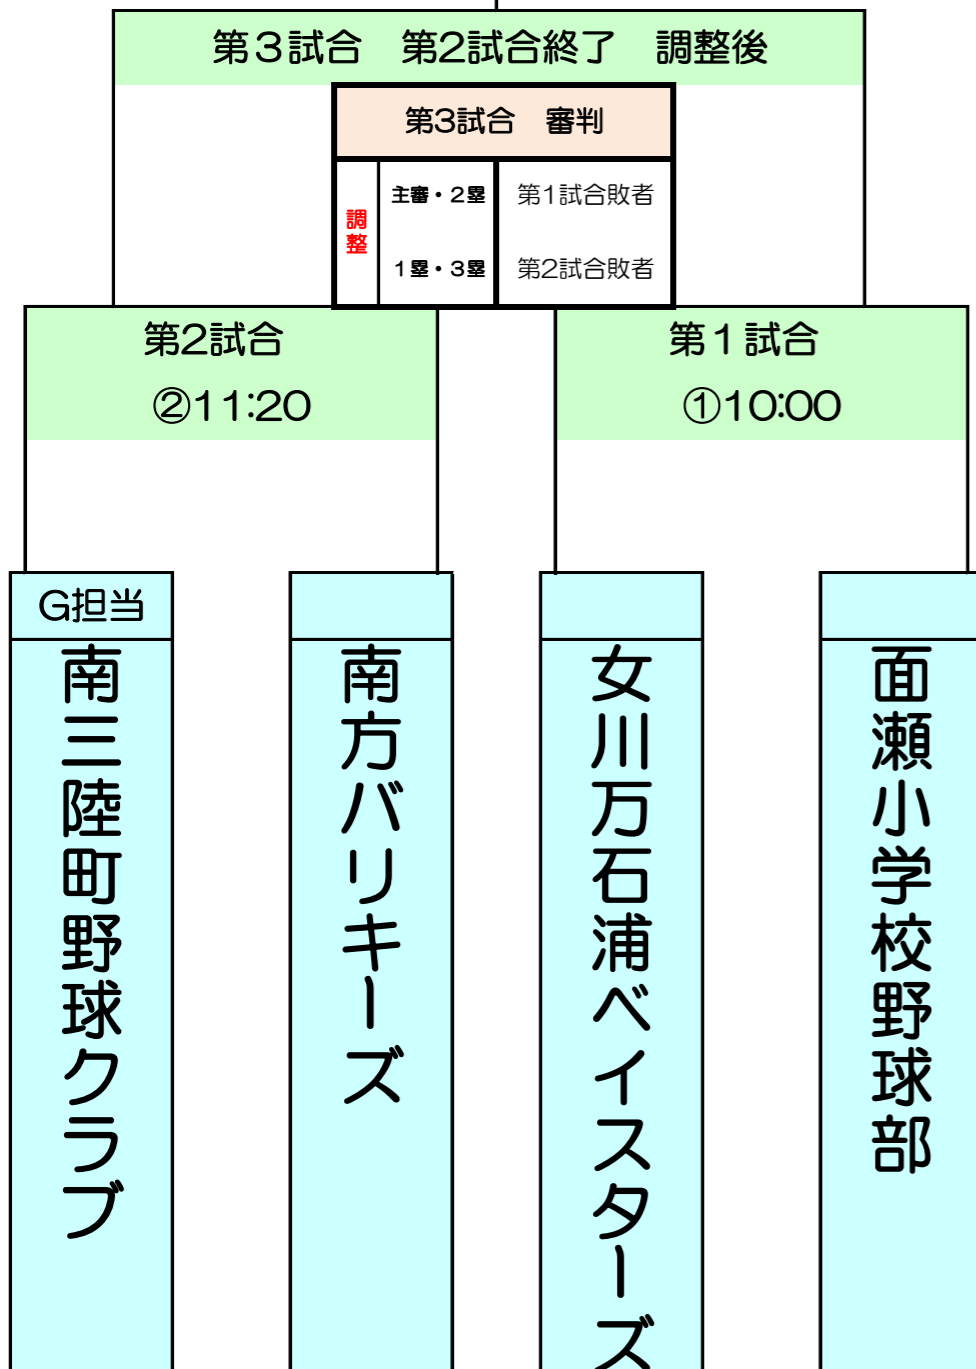 第３試合　第2試合終了　調整後
第3試合　審判
調整
主審・２塁
第1試合敗者
１塁・３塁
第2試合敗者
第2試合
②11:20
第１試合
①10:00
G担当
南三陸町野球クラブ
南方バリキーズ
女川万石浦ベイスターズ
面瀬小学校野球部